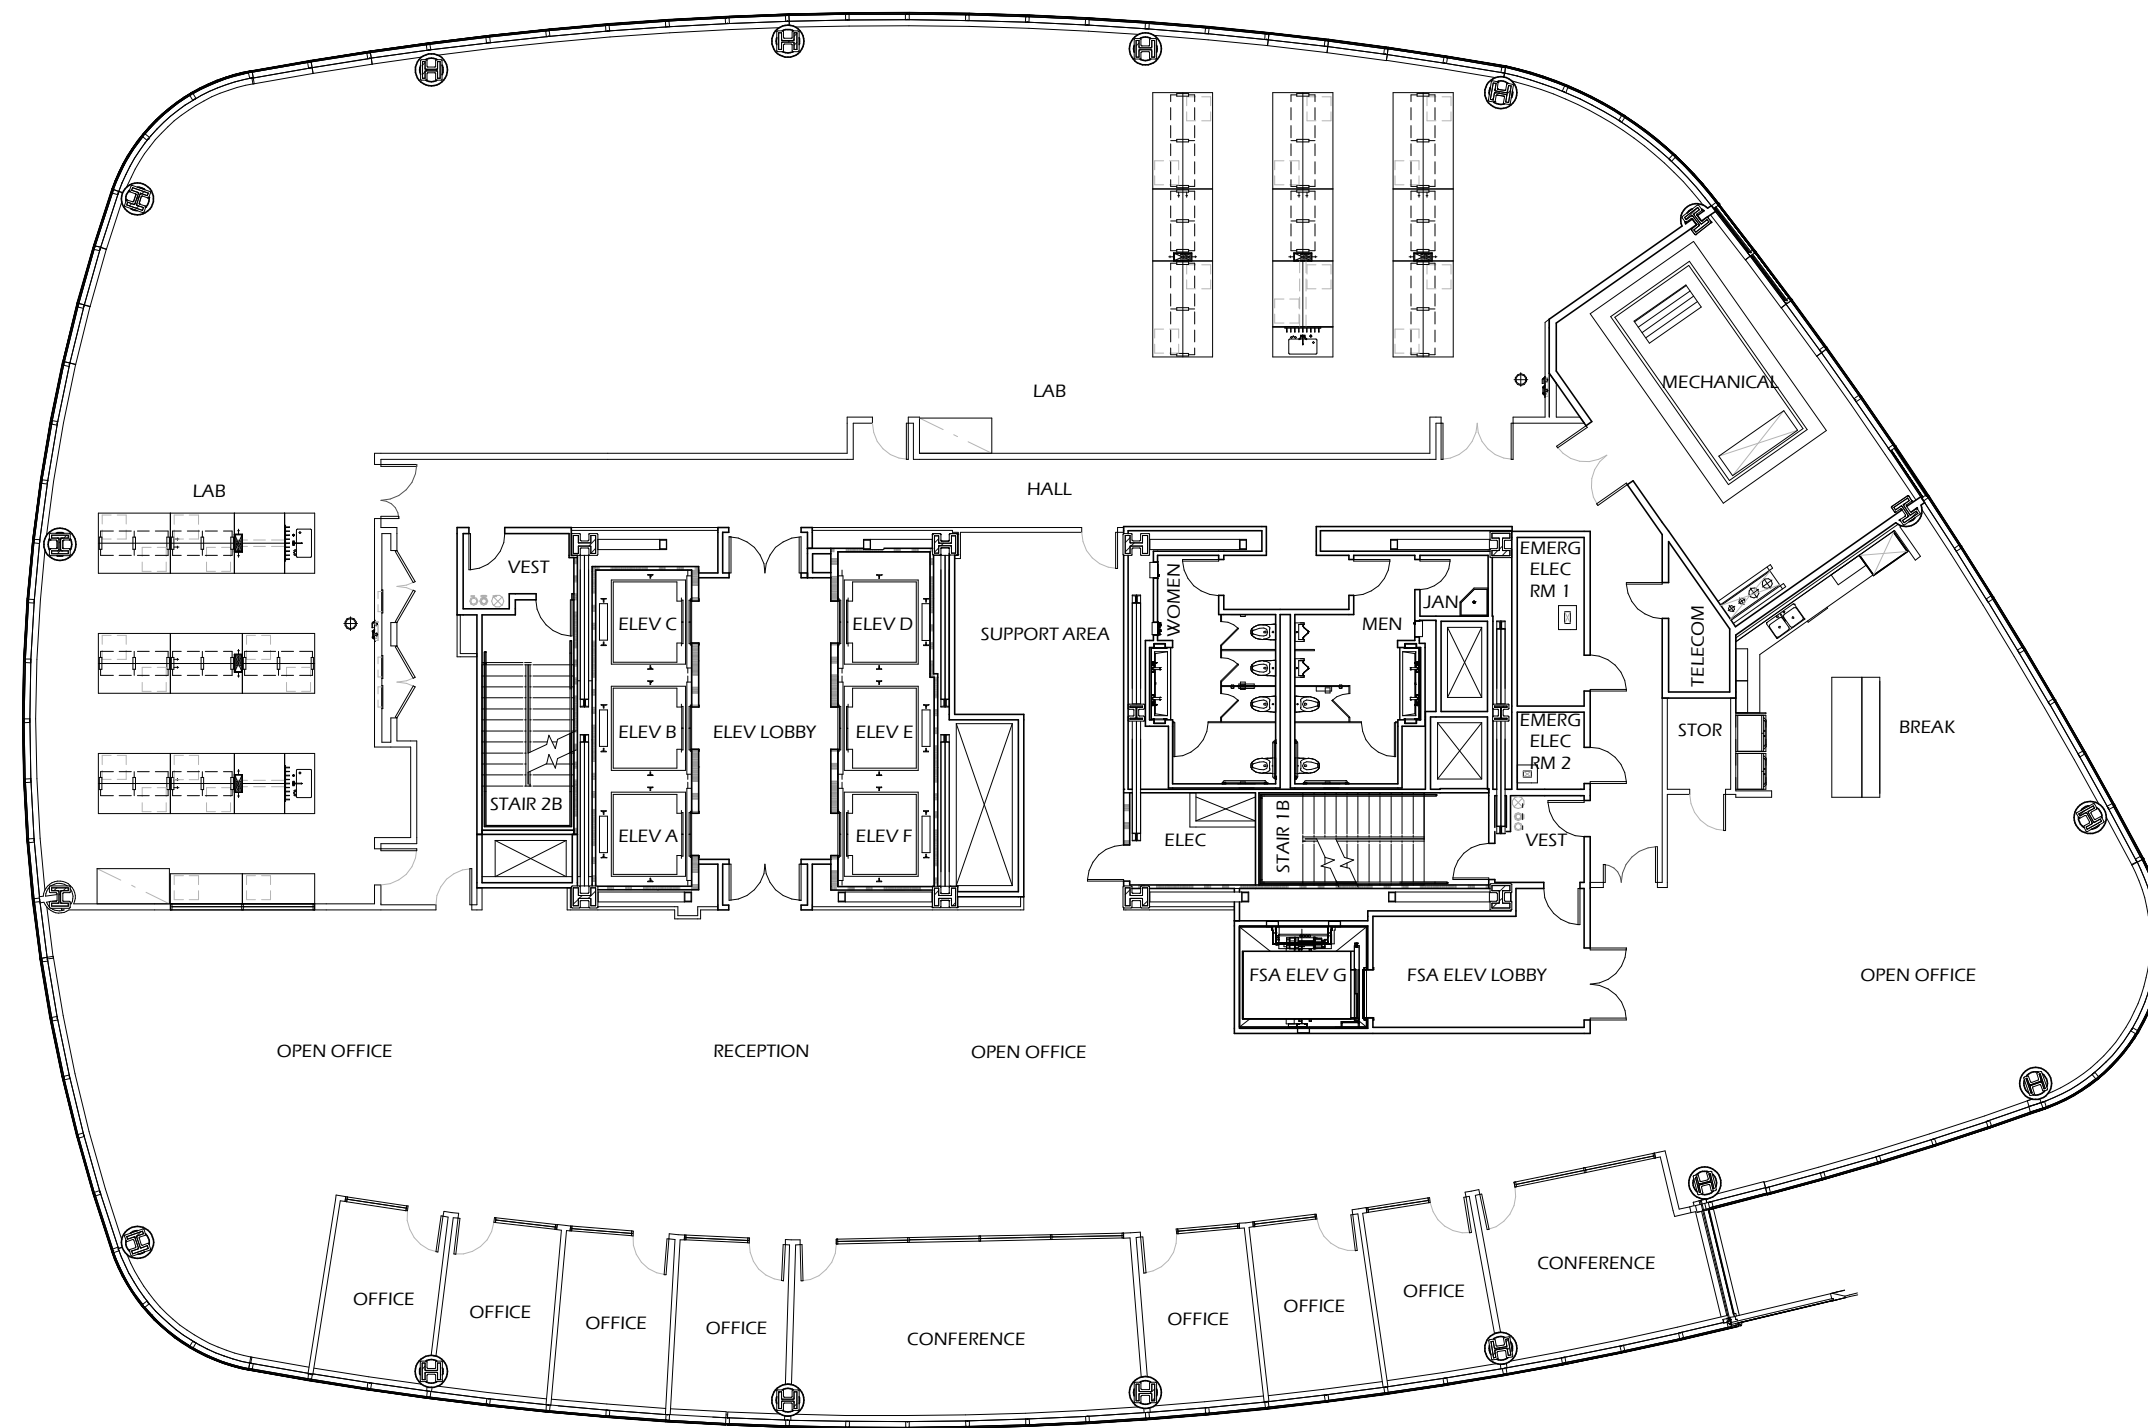 LAB
MECHANICAL
LAB
HALL
VEST
EMERG
ELEC
RM 1
ELEV C
ELEV D
SUPPORT AREA
WOMEN
MEN
JAN
TELECOM
ELEV B
ELEV LOBBY
ELEV E
EMERG
ELEC
RM 2
STOR
BREAK
STAIR 2B
ELEV A
ELEV F
ELEC
STAIR 1B
VEST
FSA ELEV G
FSA ELEV LOBBY
OPEN OFFICE
OPEN OFFICE
RECEPTION
OPEN OFFICE
CONFERENCE
OFFICE
OFFICE
OFFICE
OFFICE
CONFERENCE
OFFICE
OFFICE
OFFICE